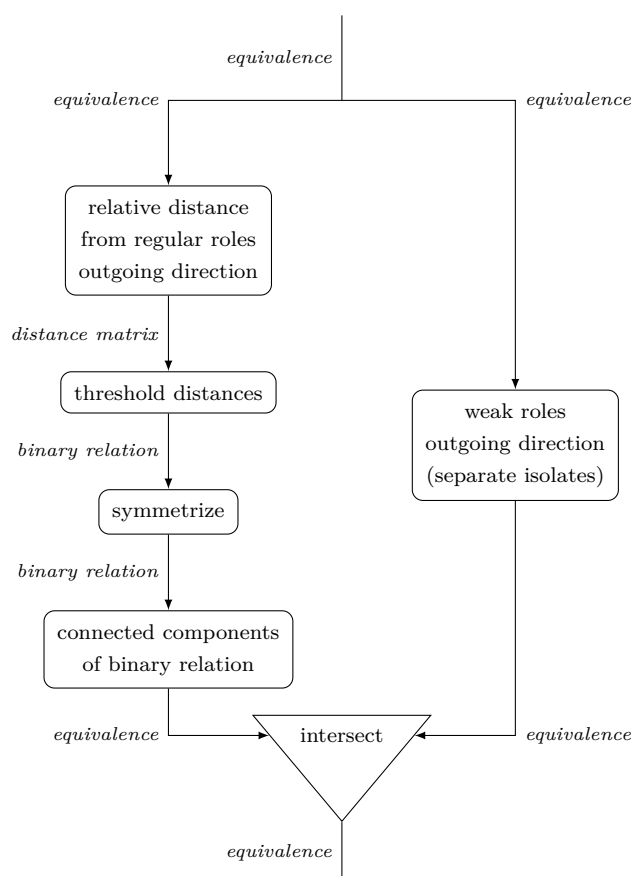 equivalence
equivalence
equivalence
relative distance
from regular roles
outgoing direction
distance matrix
threshold distances
weak roles
outgoing direction
(separate isolates)
binary relation
symmetrize
binary relation
connected components
of binary relation
equivalence
intersect
equivalence
equivalence